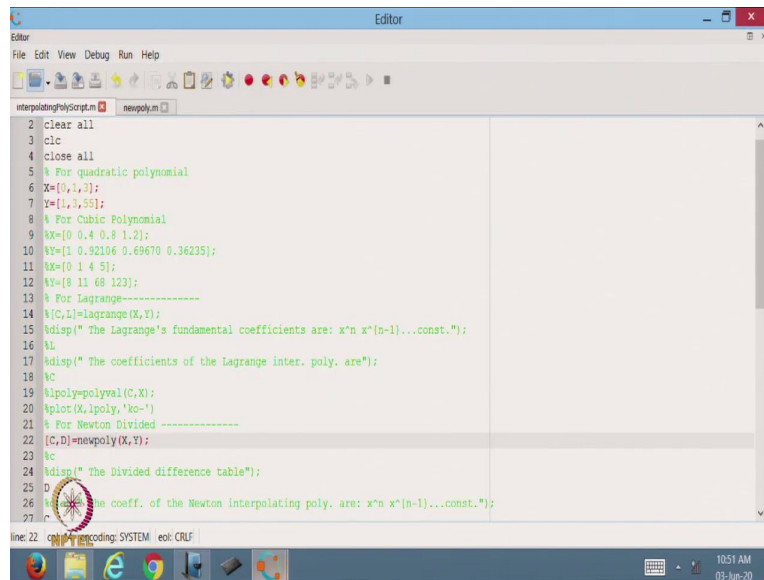 Editor
Editor
File Edit View Debug Run Help
interpolatingPolyScript.m newpoly.m
2 clear all
3 clc
4 close all
5 % For quadratic polynomial
6 X=[0,1,3];
7 Y=[1,3,55];
8 % For Cubic Polynomial
9 %X=[0 0.4 0.8 1.2];
10 %Y=[1 0.92106 0.69670 0.36235];
11 %X=[0 1 4 5];
12 %Y=[8 11 68 123];
13 % For Lagrange--------------
14 %[C,L]=lagrange(X,Y);
15 %disp(" The Lagrange's fundamental coefficients are: x^n x^{n-1}...const.");
16 %L
17 %disp(" The coefficients of the Lagrange inter. poly. are");
18 %C
19 %lpoly=polyval(C,X);
20 %plot(X,lpoly,'ko-')
21 % For Newton Divided --------------
22 [C,D]=newpoly(X,Y);
23 %c
24 %disp(" The Divided difference table");
25 D
26 he coeff. of the Newton interpolating poly. are: x^n x^{n-1}...const.");
27 C
line: 22 encoding: SYSTEM eol: CRLF
NPTEL
10:51 AM
03-Jun-20